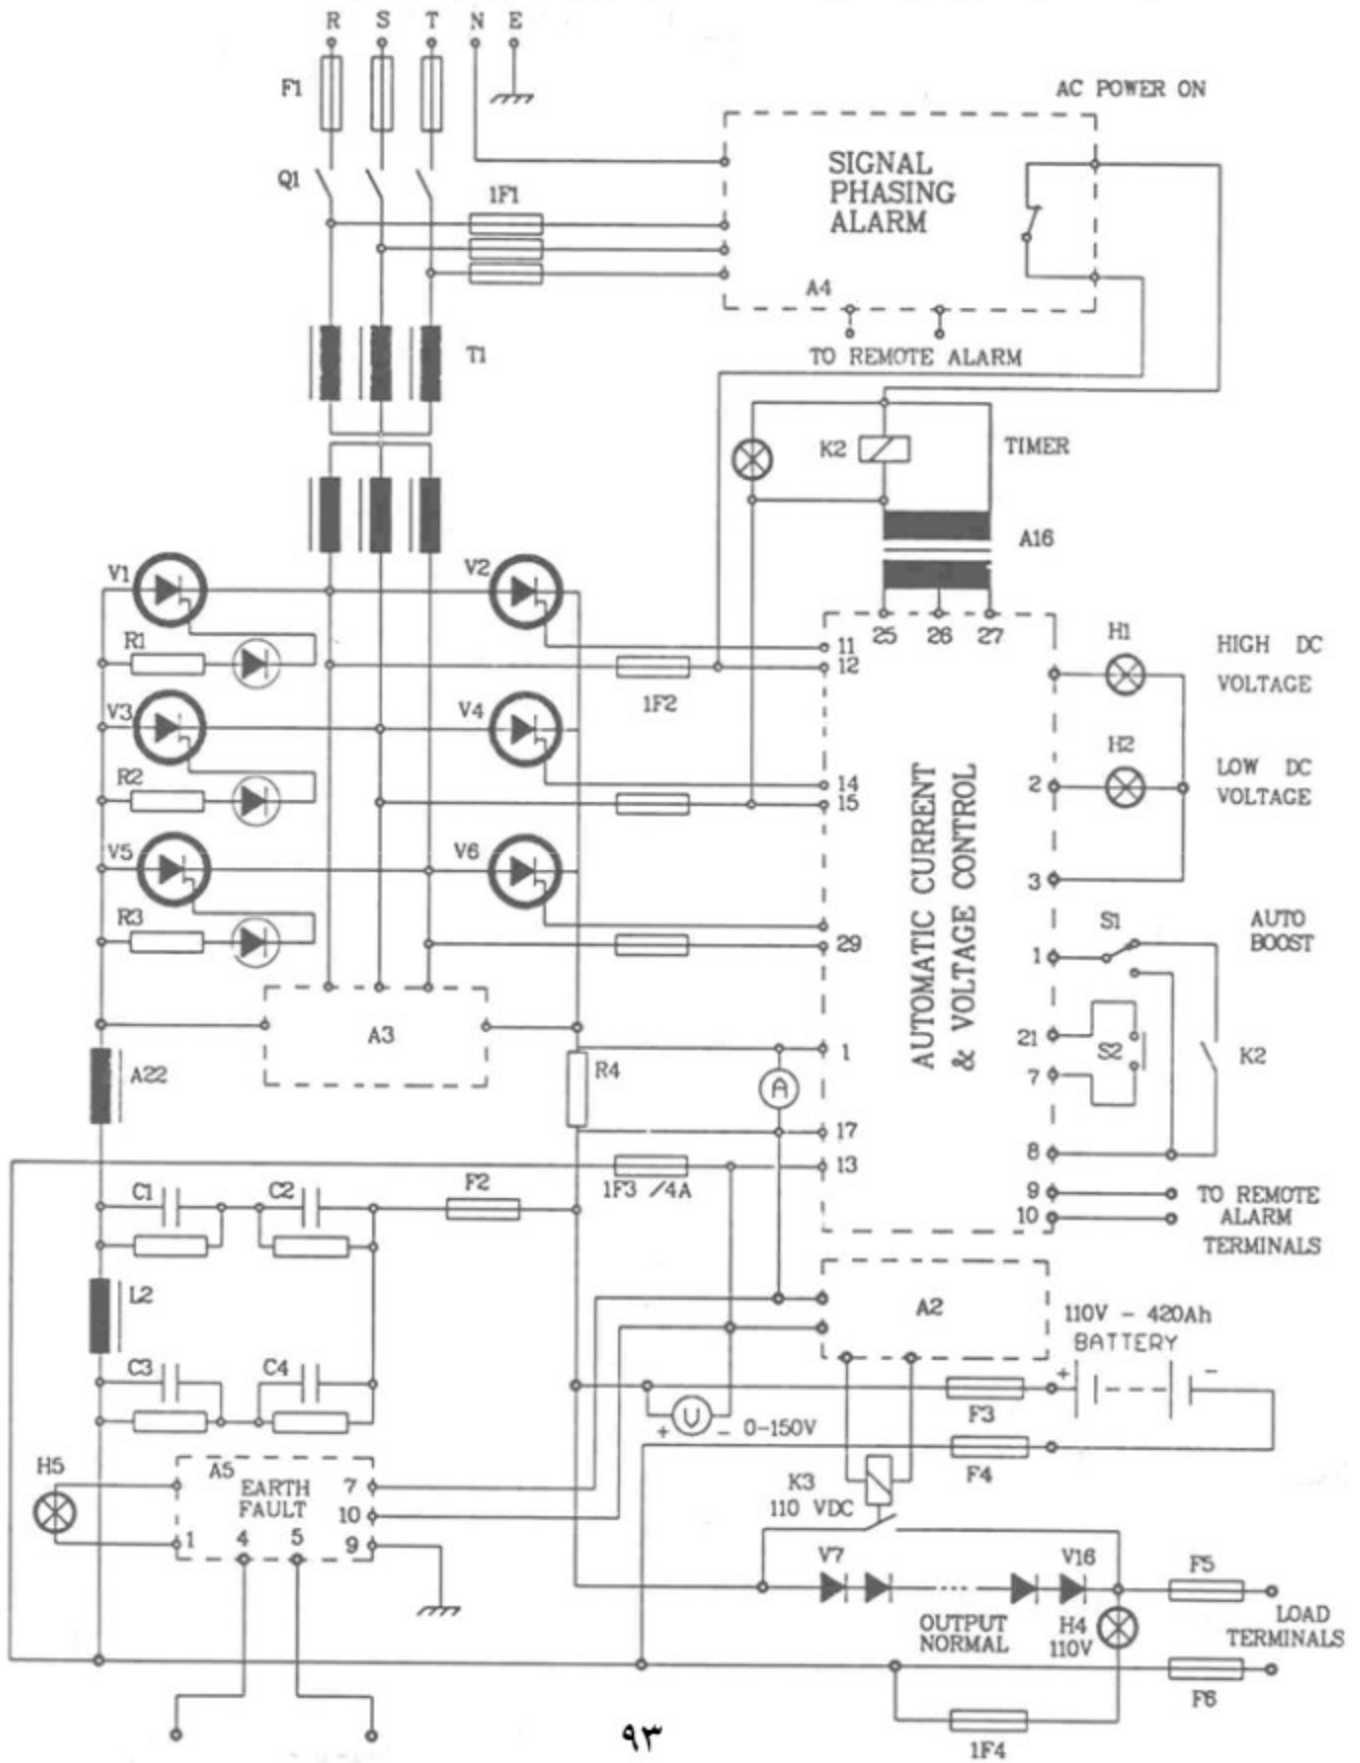 R S T N E
F1
AC POWER ON
SIGNAL
PHASING
ALARM
Q1
1F1
A4
TO REMOTE ALARM
T1
K2
TIMER
A16
25 26 27
V1
V2
R1
11
12
1F2
H1
HIGH DC
VOLTAGE
V3
V4
R2
14
15
H2
2
LOW DC
VOLTAGE
V5
V6
R3
29
3
AUTOMATIC CURRENT
& VOLTAGE CONTROL
S1
1
AUTO
BOOST
A3
21
S2
7
K2
A22
R4
1
A
17
13
8
1F3 /4A
9
10
TO REMOTE
ALARM
TERMINALS
C1
C2
F2
L2
A2
110V - 420Ah
BATTERY
+ -
C3
C4
F3
+ V - 0-150V
F4
H5
A5
EARTH
FAULT
7
10
1 4 5 9
K3
110 VDC
V7
V16
F5
OUTPUT
NORMAL
H4
110V
LOAD
TERMINALS
F6
1F4
۹۳